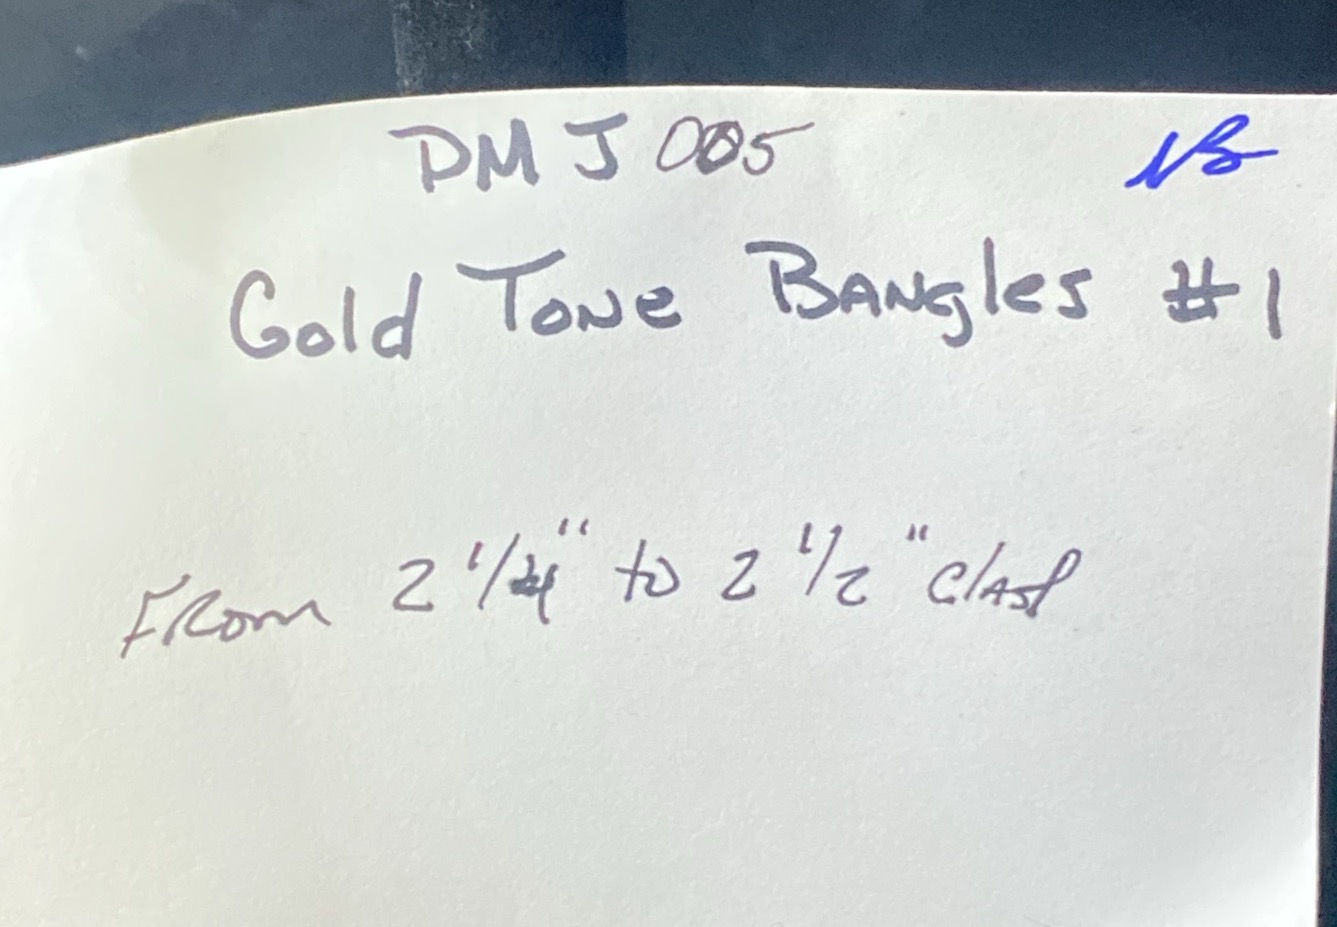 DMJ 005
Gold Tone Bangles #1
From 2 1/4" to 2 1/2" clasp